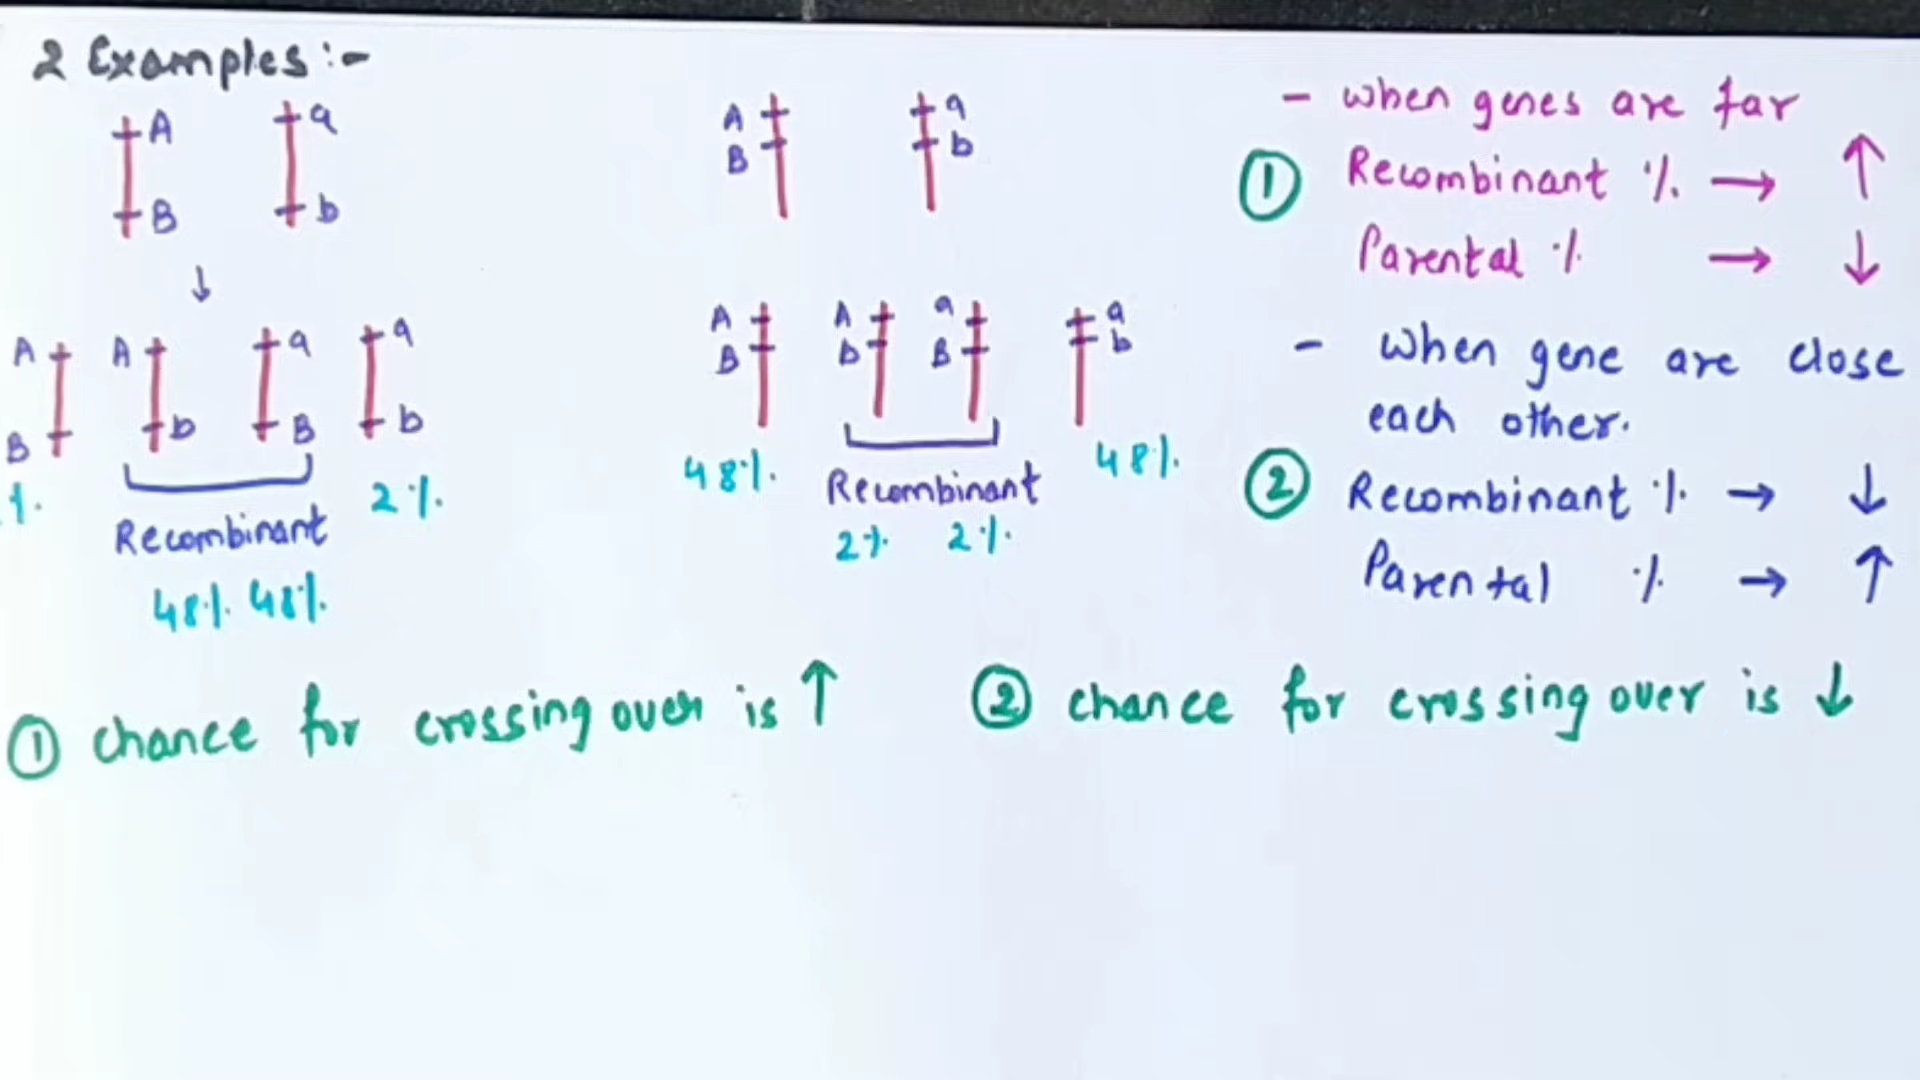 2 Examples:-
A a
B b
↓
A A a a
B b B b
%. 2%.
Recombinant
48%. 48%.
A a
B b
A A a a
B b B b
48%. Recombinant 48%.
2%. 2%.
- when genes are far
① Recombinant %. → ↑
Parental %. → ↓
- When gene are close
each other.
② Recombinant %. → ↓
Parental %. → ↑
① chance for crossing over is ↑
② chance for crossing over is ↓